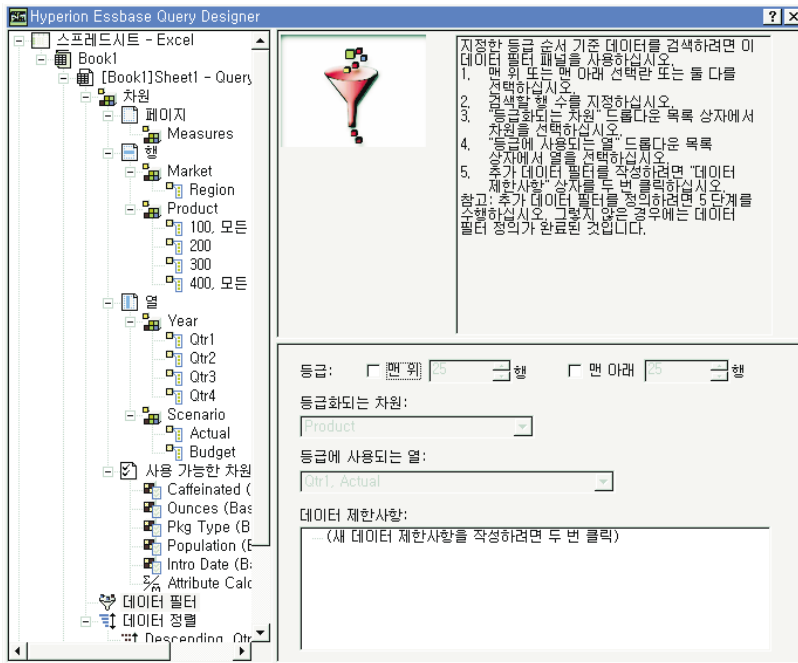 Hyperion Essbase Query Designer
스프레드시트 - Excel
Book1
[Book1]Sheet1 - Query
차원
페이지
Measures
행
Market
Region
Product
100, 모든
200
300
400, 모든
열
Year
Qtr1
Qtr2
Qtr3
Qtr4
Scenario
Actual
Budget
사용 가능한 차원
Caffeinated (
Ounces (Bas
Pkg Type (B
Population (E
Intro Date (Ba
Attribute Calc
데이터 필터
데이터 정렬
Descending, Qtr
지정한 등급 순서 기준 데이터를 검색하려면 이
데이터 필터 패널을 사용하십시오.
1. 맨 위 또는 맨 아래 선택란 또는 둘 다를
선택하십시오.
2. 검색할 행 수를 지정하십시오.
3. "등급화되는 차원" 드롭다운 목록 상자에서
차원을 선택하십시오.
4. "등급에 사용되는 열" 드롭다운 목록
상자에서 열을 선택하십시오.
5. 추가 데이터 필터를 작성하려면 "데이터
제한사항" 상자를 두 번 클릭하십시오.
참고: 추가 데이터 필터를 정의하려면 5 단계를
수행하십시오. 그렇지 않은 경우에는 데이터
필터 정의가 완료된 것입니다.
등급: 맨 위 25 행 맨 아래 25 행
등급화되는 차원:
Product
등급에 사용되는 열:
Qtr1, Actual
데이터 제한사항:
(새 데이터 제한사항을 작성하려면 두 번 클릭)